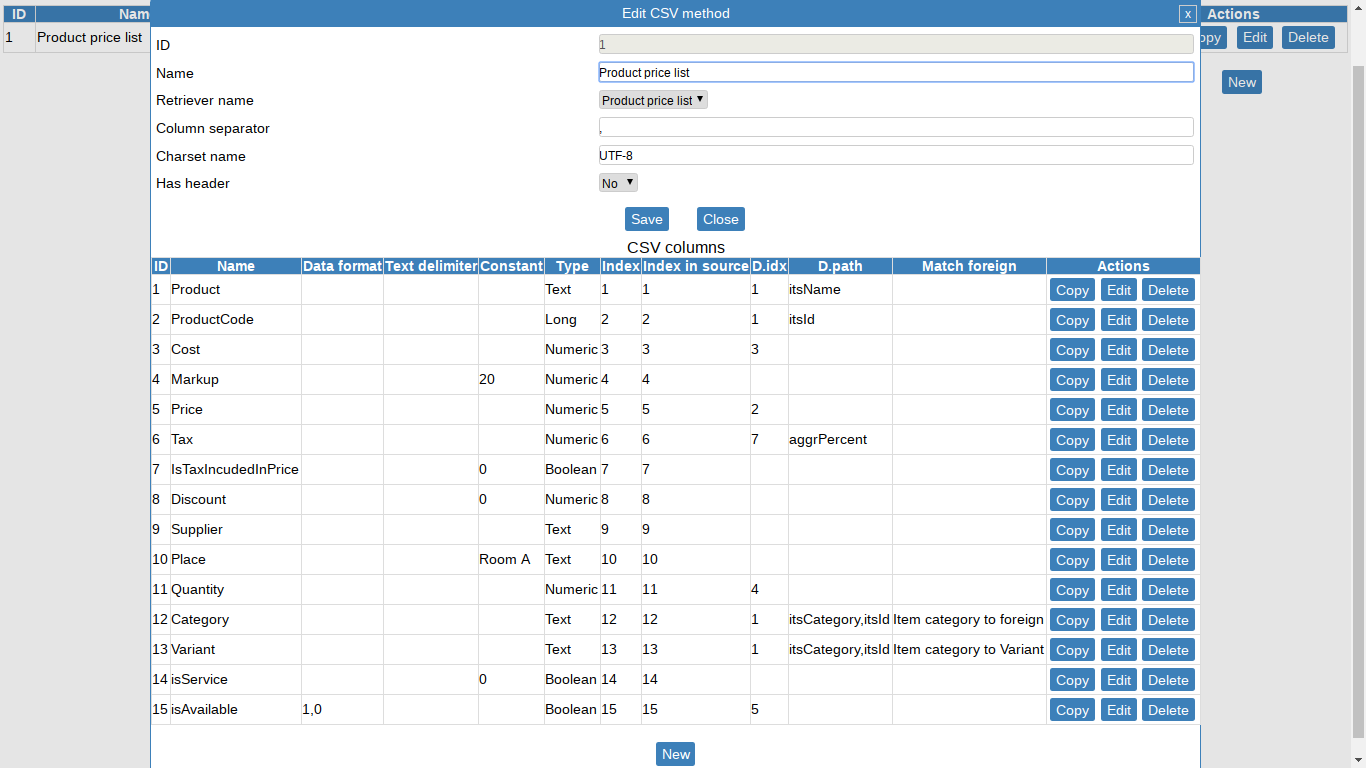 Edit CSV method x
ID Nam Actions
1 Product price list opy Edit Delete
New
ID 1
Name Product price list
Retriever name Product price list
Column separator ,
Charset name UTF-8
Has header No
Save Close
CSV columns
ID Name Data format Text delimiter Constant Type Index Index in source D.idx D.path Match foreign Actions
1 Product Text 1 1 1 itsName Copy Edit Delete
2 ProductCode Long 2 2 1 itsId Copy Edit Delete
3 Cost Numeric 3 3 3 Copy Edit Delete
4 Markup 20 Numeric 4 4 Copy Edit Delete
5 Price Numeric 5 5 2 Copy Edit Delete
6 Tax Numeric 6 6 7 aggrPercent Copy Edit Delete
7 IsTaxIncudedInPrice 0 Boolean 7 7 Copy Edit Delete
8 Discount 0 Numeric 8 8 Copy Edit Delete
9 Supplier Text 9 9 Copy Edit Delete
10 Place Room A Text 10 10 Copy Edit Delete
11 Quantity Numeric 11 11 4 Copy Edit Delete
12 Category Text 12 12 1 itsCategory,itsId Item category to foreign Copy Edit Delete
13 Variant Text 13 13 1 itsCategory,itsId Item category to Variant Copy Edit Delete
14 isService 0 Boolean 14 14 Copy Edit Delete
15 isAvailable 1,0 Boolean 15 15 5 Copy Edit Delete
New